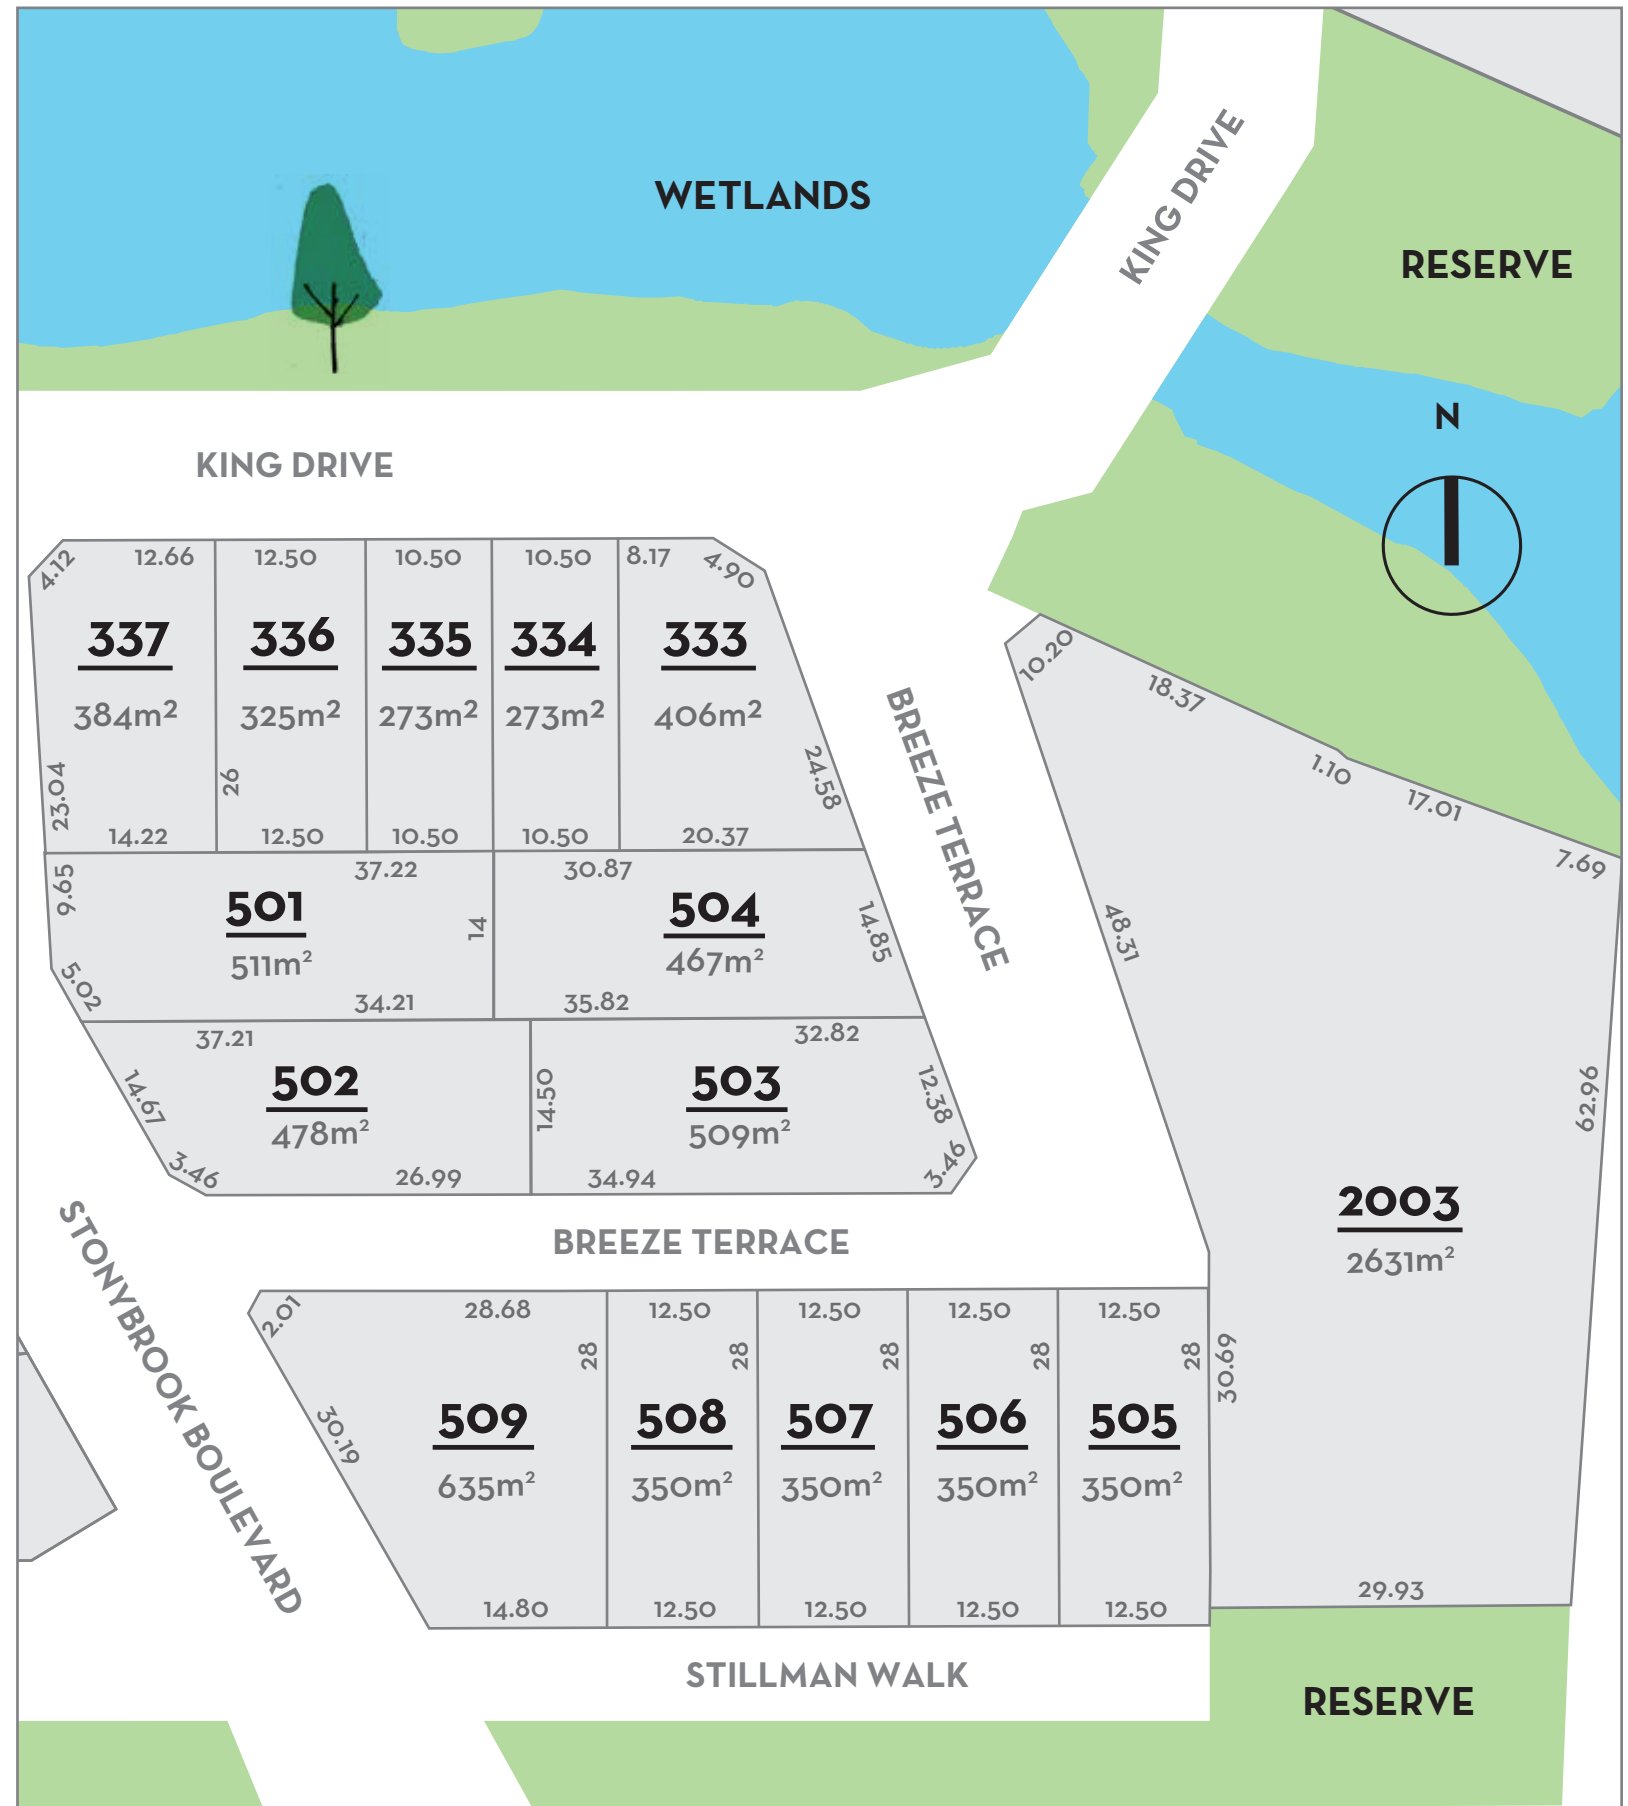 WETLANDS
KING DRIVE
RESERVE
N
KING DRIVE
4.12
12.66
12.50
10.50
10.50
8.17
4.90
337
336
335
334
333
384m²
325m²
273m²
273m²
406m²
23.04
26
24.58
14.22
12.50
10.50
10.50
20.37
BREEZE TERRACE
10.20
18.37
1.10
17.01
7.69
48.31
62.96
2003
2631m²
30.69
29.93
9.65
37.22
30.87
501
14
504
14.85
511m²
467m²
5.02
34.21
35.82
37.21
32.82
502
14.50
503
12.38
14.67
478m²
509m²
3.46
26.99
34.94
3.46
BREEZE TERRACE
STONYBROOK BOULEVARD
2.01
28.68
12.50
12.50
12.50
12.50
28
28
28
28
28
30.19
509
508
507
506
505
635m²
350m²
350m²
350m²
350m²
14.80
12.50
12.50
12.50
12.50
STILLMAN WALK
RESERVE